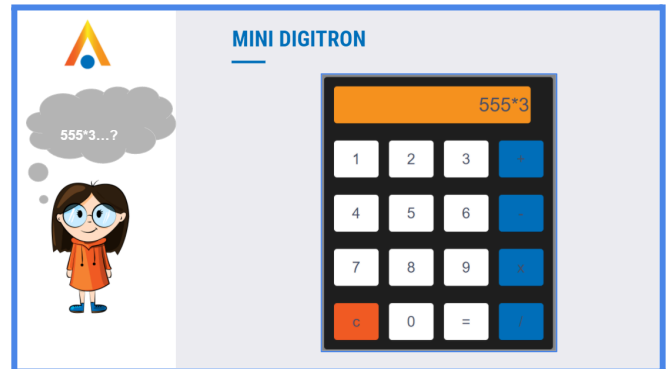 MINI DIGITRON
555*3...?
555*3
1 2 3 +
4 5 6 -
7 8 9 x
c 0 = /